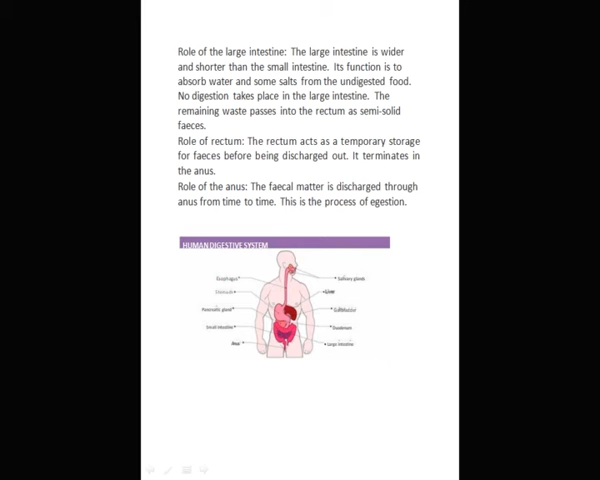 Role of the large intestine: The large intestine is wider
and shorter than the small intestine. Its function is to
absorb water and some salts from the undigested food.
No digestion takes place in the large intestine. The
remaining waste passes into the rectum as semi-solid
faeces.
Role of rectum: The rectum acts as a temporary storage
for faeces before being discharged out. It terminates in
the anus.
Role of the anus: The faecal matter is discharged through
anus from time to time. This is the process of egestion.
HUMAN DIGESTIVE SYSTEM
Esophagus
Salivary glands
Stomach
Liver
Pancreatic gland
Gallbladder
Small intestine
Duodenum
Anus
Large intestine